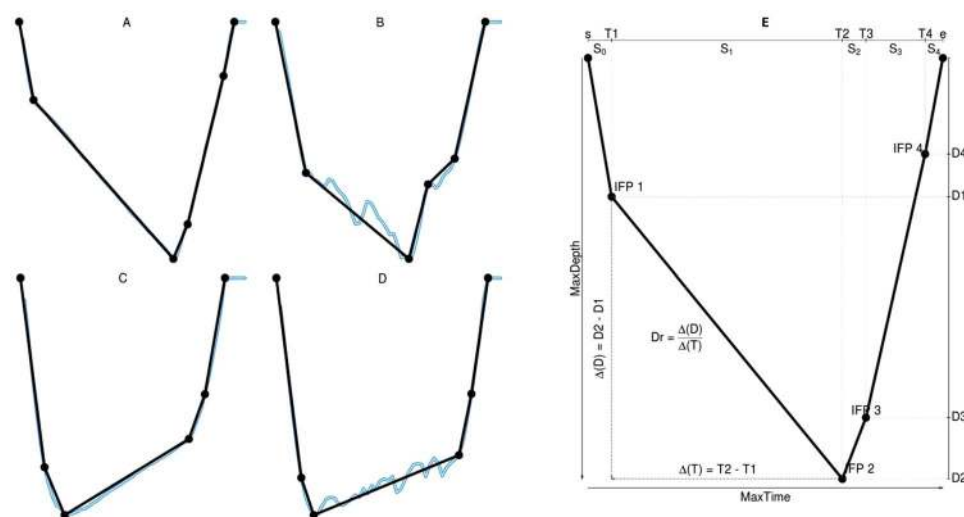 A
B
C
D
E
s T1 T2 T3 T4 e
S0 S1 S2 S3 S4
IFP 4
D4
IFP 1
D1
MaxDepth
Δ(D) = D2 - D1
Dr = Δ(D)
Δ(T)
IFP 3
D3
FP 2
D2
Δ(T) = T2 - T1
MaxTime